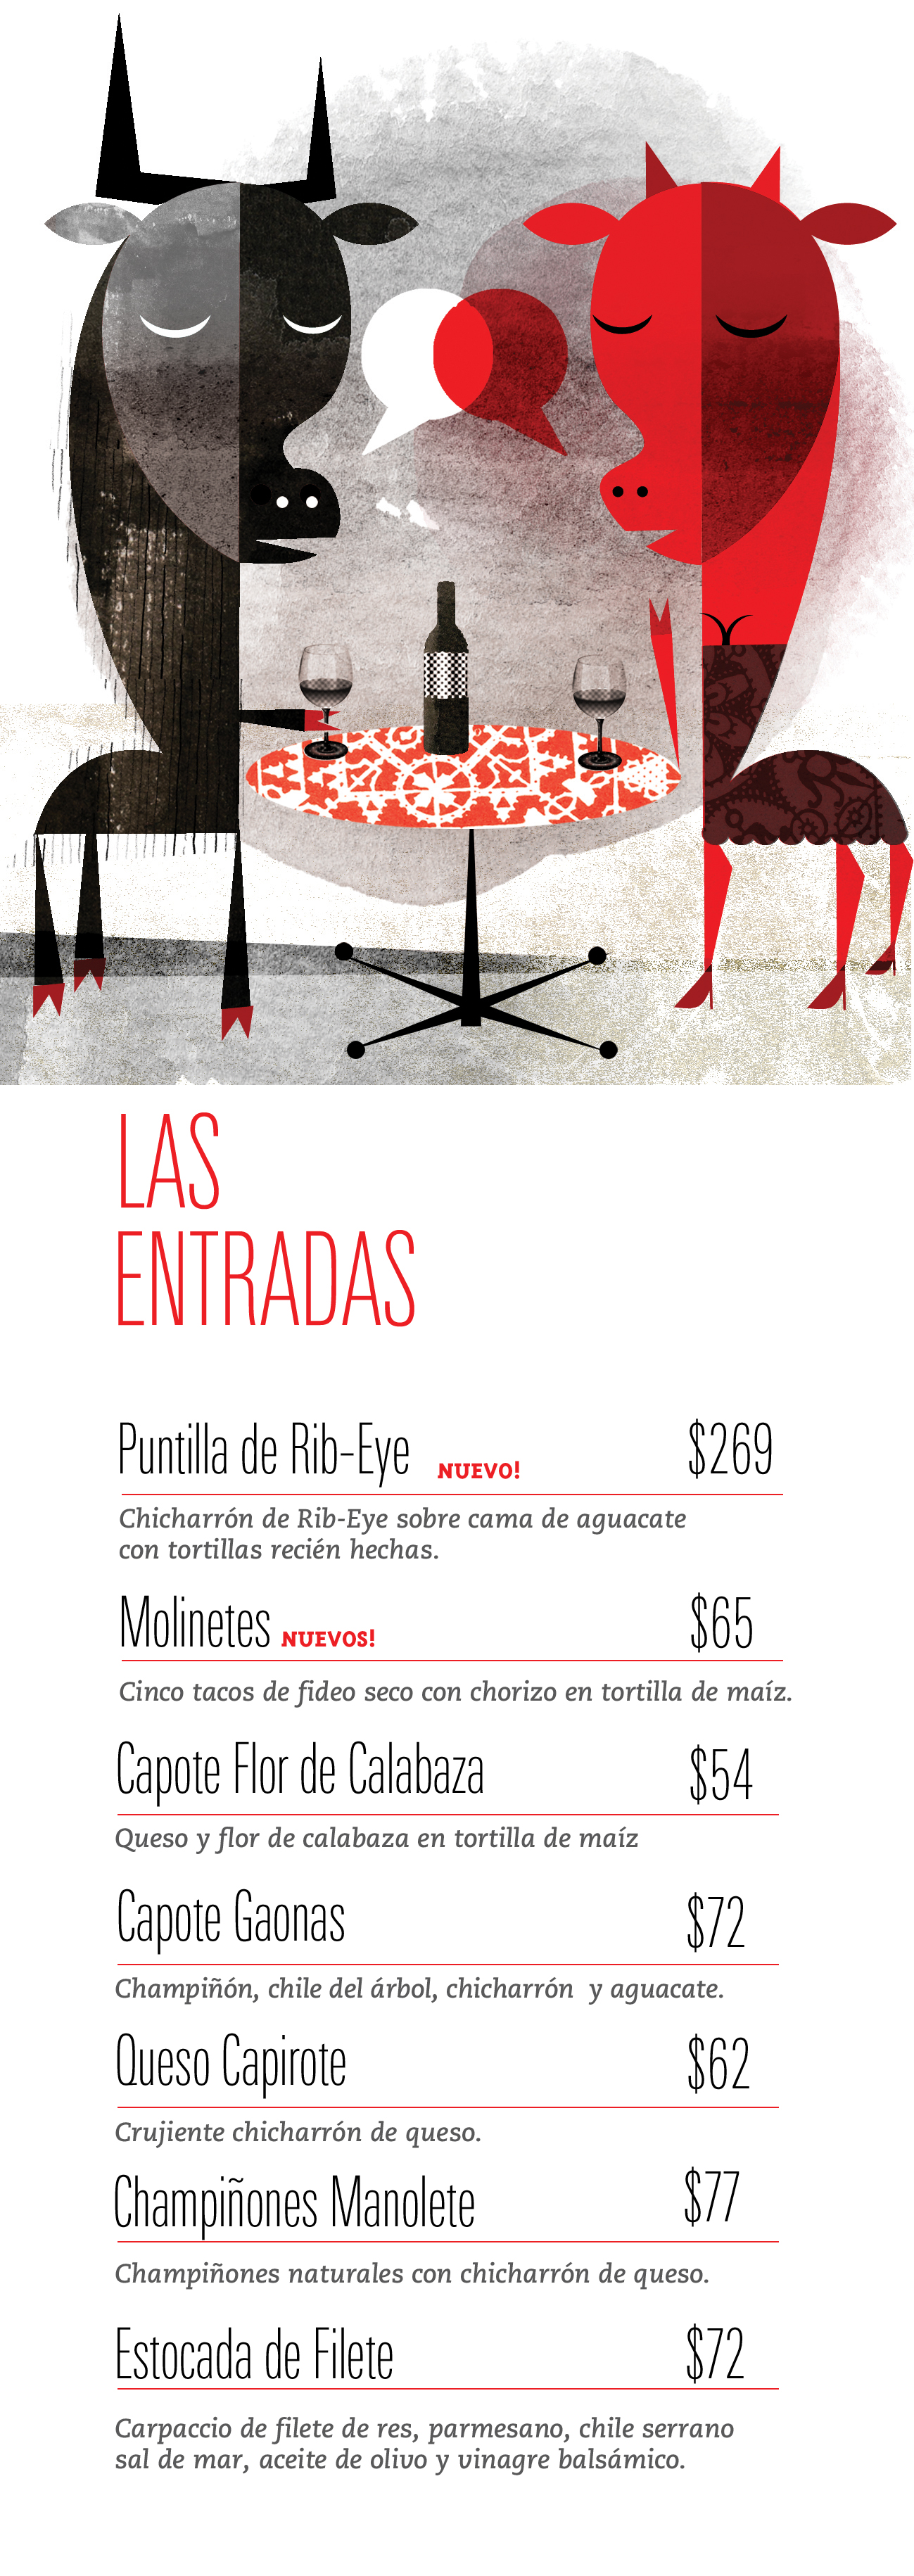 LAS
ENTRADAS
Puntilla de Rib-Eye NUEVO! $269
Chicharrón de Rib-Eye sobre cama de aguacate
con tortillas recién hechas.
Molinetes NUEVOS! $65
Cinco tacos de fideo seco con chorizo en tortilla de maíz.
Capote Flor de Calabaza $54
Queso y flor de calabaza en tortilla de maíz
Capote Gaonas $72
Champiñón, chile del árbol, chicharrón y aguacate.
Queso Capirote $62
Crujiente chicharrón de queso.
Champiñones Manolete $77
Champiñones naturales con chicharrón de queso.
Estocada de Filete $72
Carpaccio de filete de res, parmesano, chile serrano
sal de mar, aceite de olivo y vinagre balsámico.